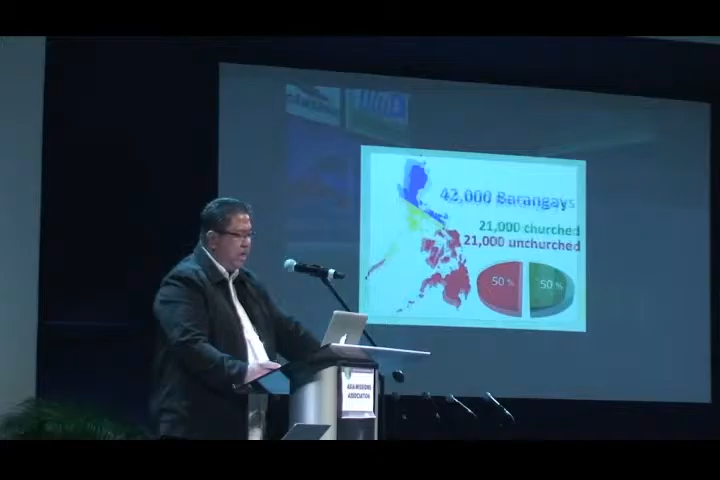 42,000 Barangays
21,000 churched
21,000 unchurched
50 %
50 %
ASIA MISSIONS
ASSOCIATION